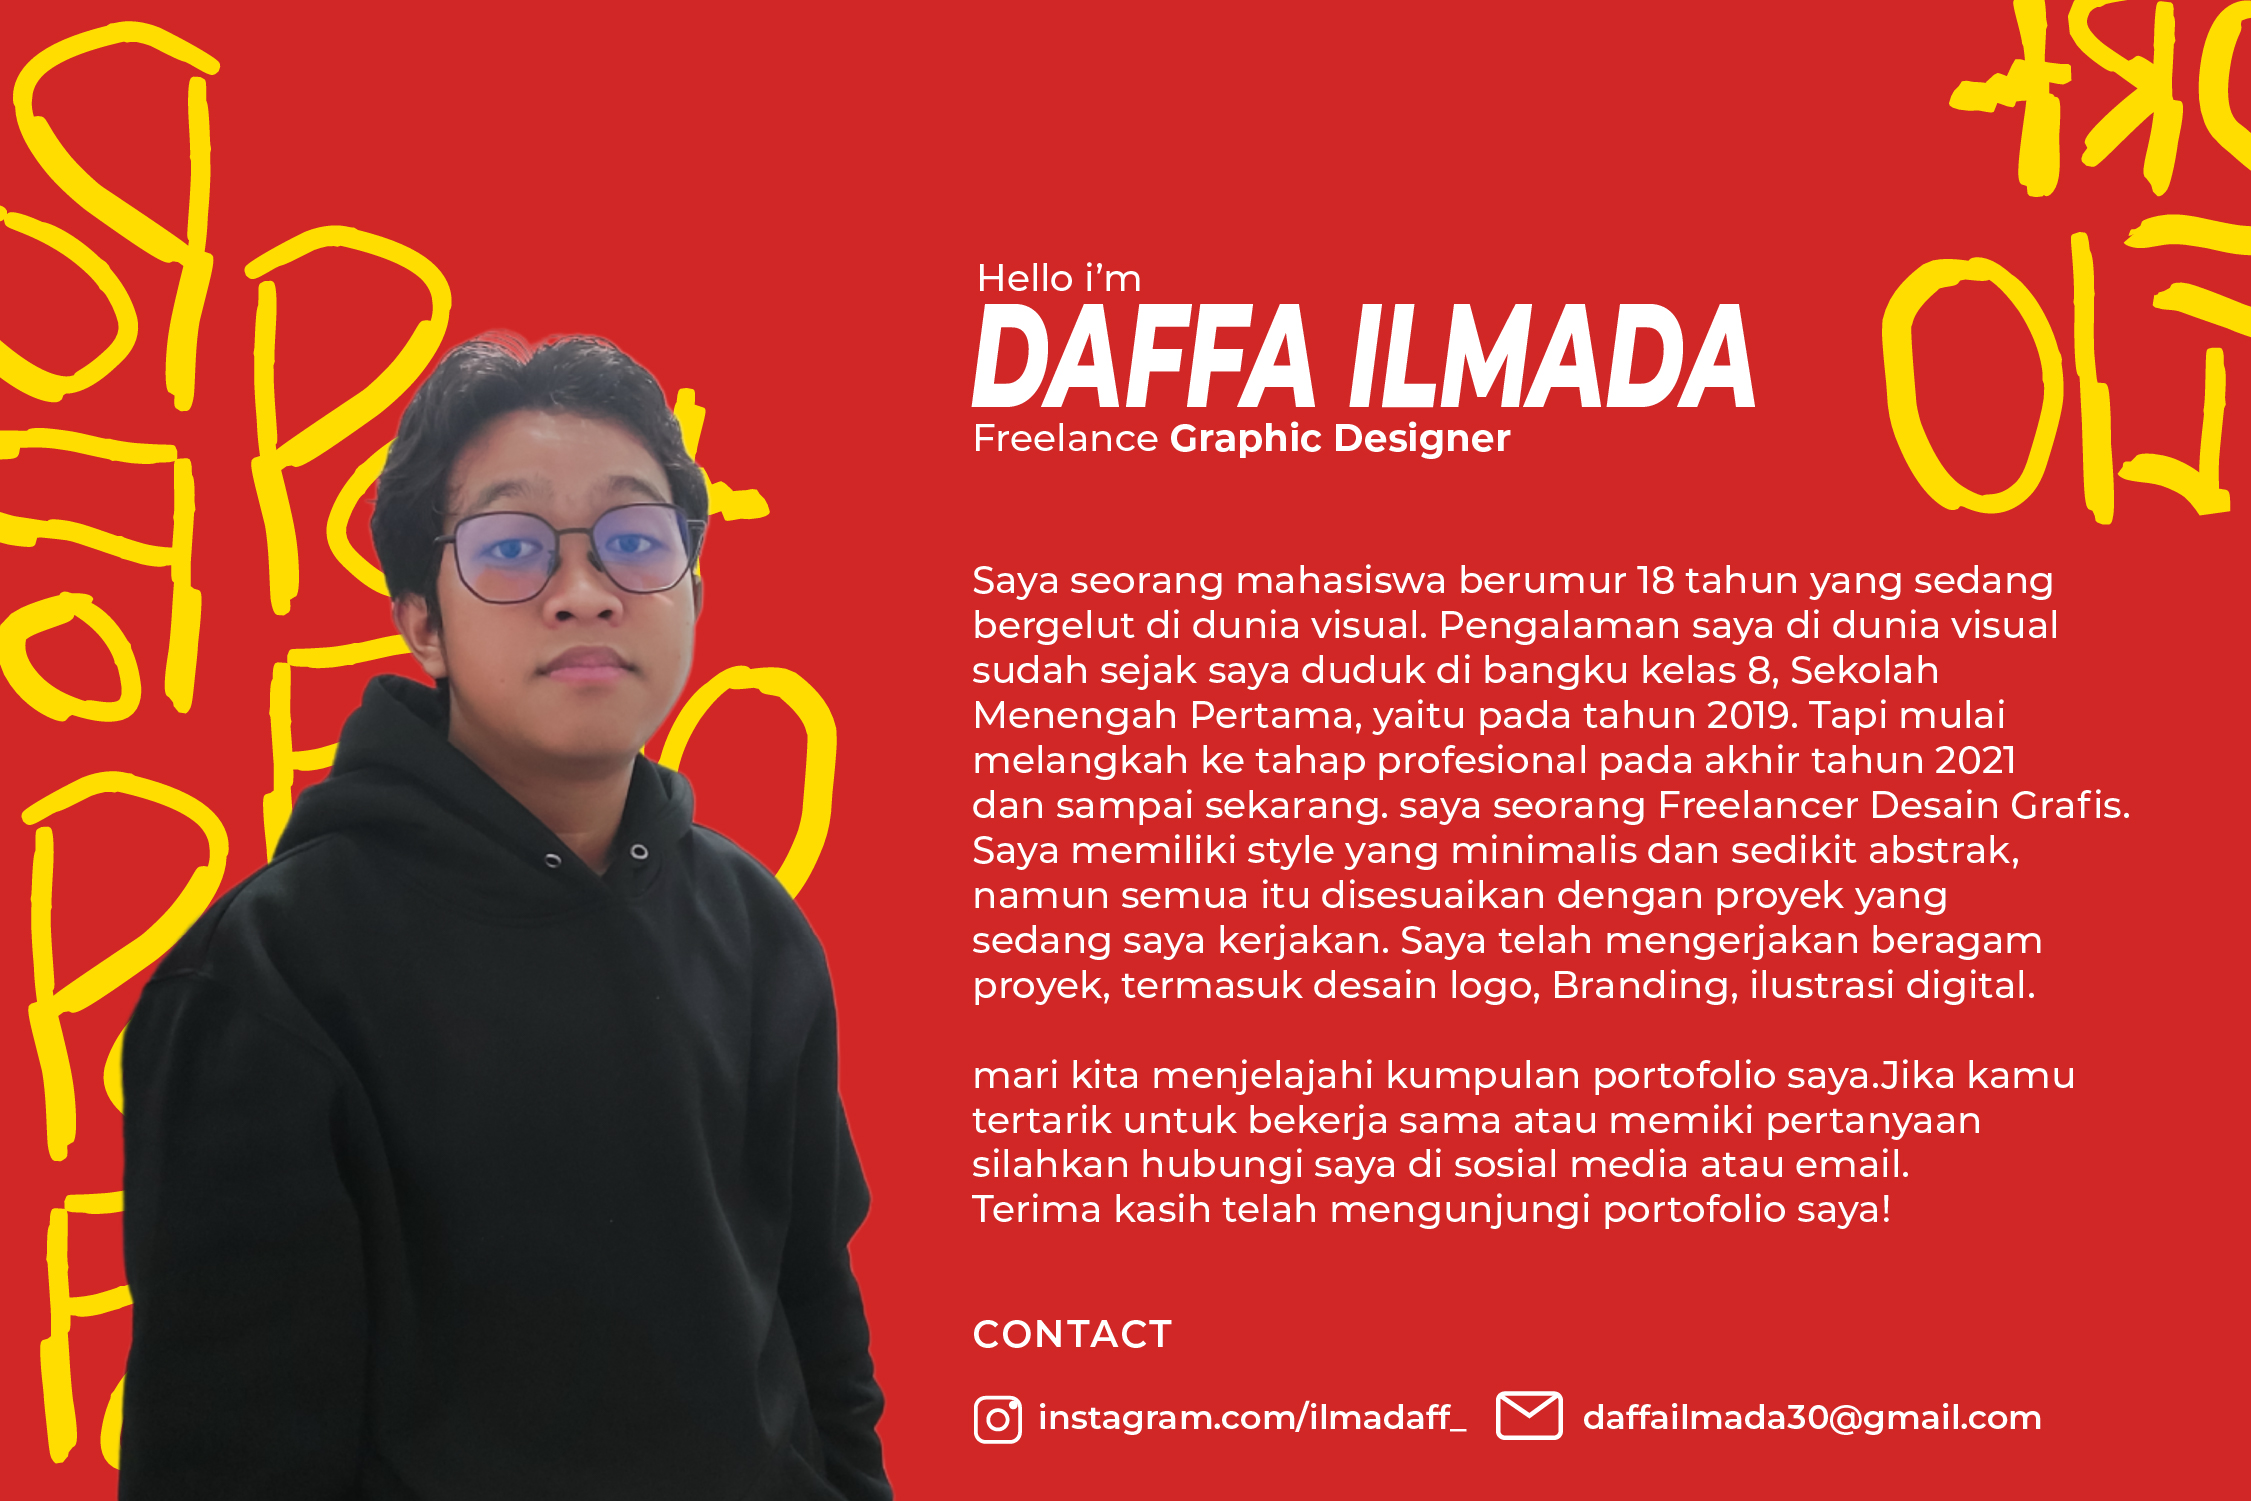 Hello i’m
DAFFA ILMADA
Freelance Graphic Designer
Saya seorang mahasiswa berumur 18 tahun yang sedang
bergelut di dunia visual. Pengalaman saya di dunia visual
sudah sejak saya duduk di bangku kelas 8, Sekolah
Menengah Pertama, yaitu pada tahun 2019. Tapi mulai
melangkah ke tahap profesional pada akhir tahun 2021
dan sampai sekarang. saya seorang Freelancer Desain Grafis.
Saya memiliki style yang minimalis dan sedikit abstrak,
namun semua itu disesuaikan dengan proyek yang
sedang saya kerjakan. Saya telah mengerjakan beragam
proyek, termasuk desain logo, Branding, ilustrasi digital.
mari kita menjelajahi kumpulan portofolio saya.Jika kamu
tertarik untuk bekerja sama atau memiki pertanyaan
silahkan hubungi saya di sosial media atau email.
Terima kasih telah mengunjungi portofolio saya!
CONTACT
instagram.com/ilmadaff_
daffailmada30@gmail.com